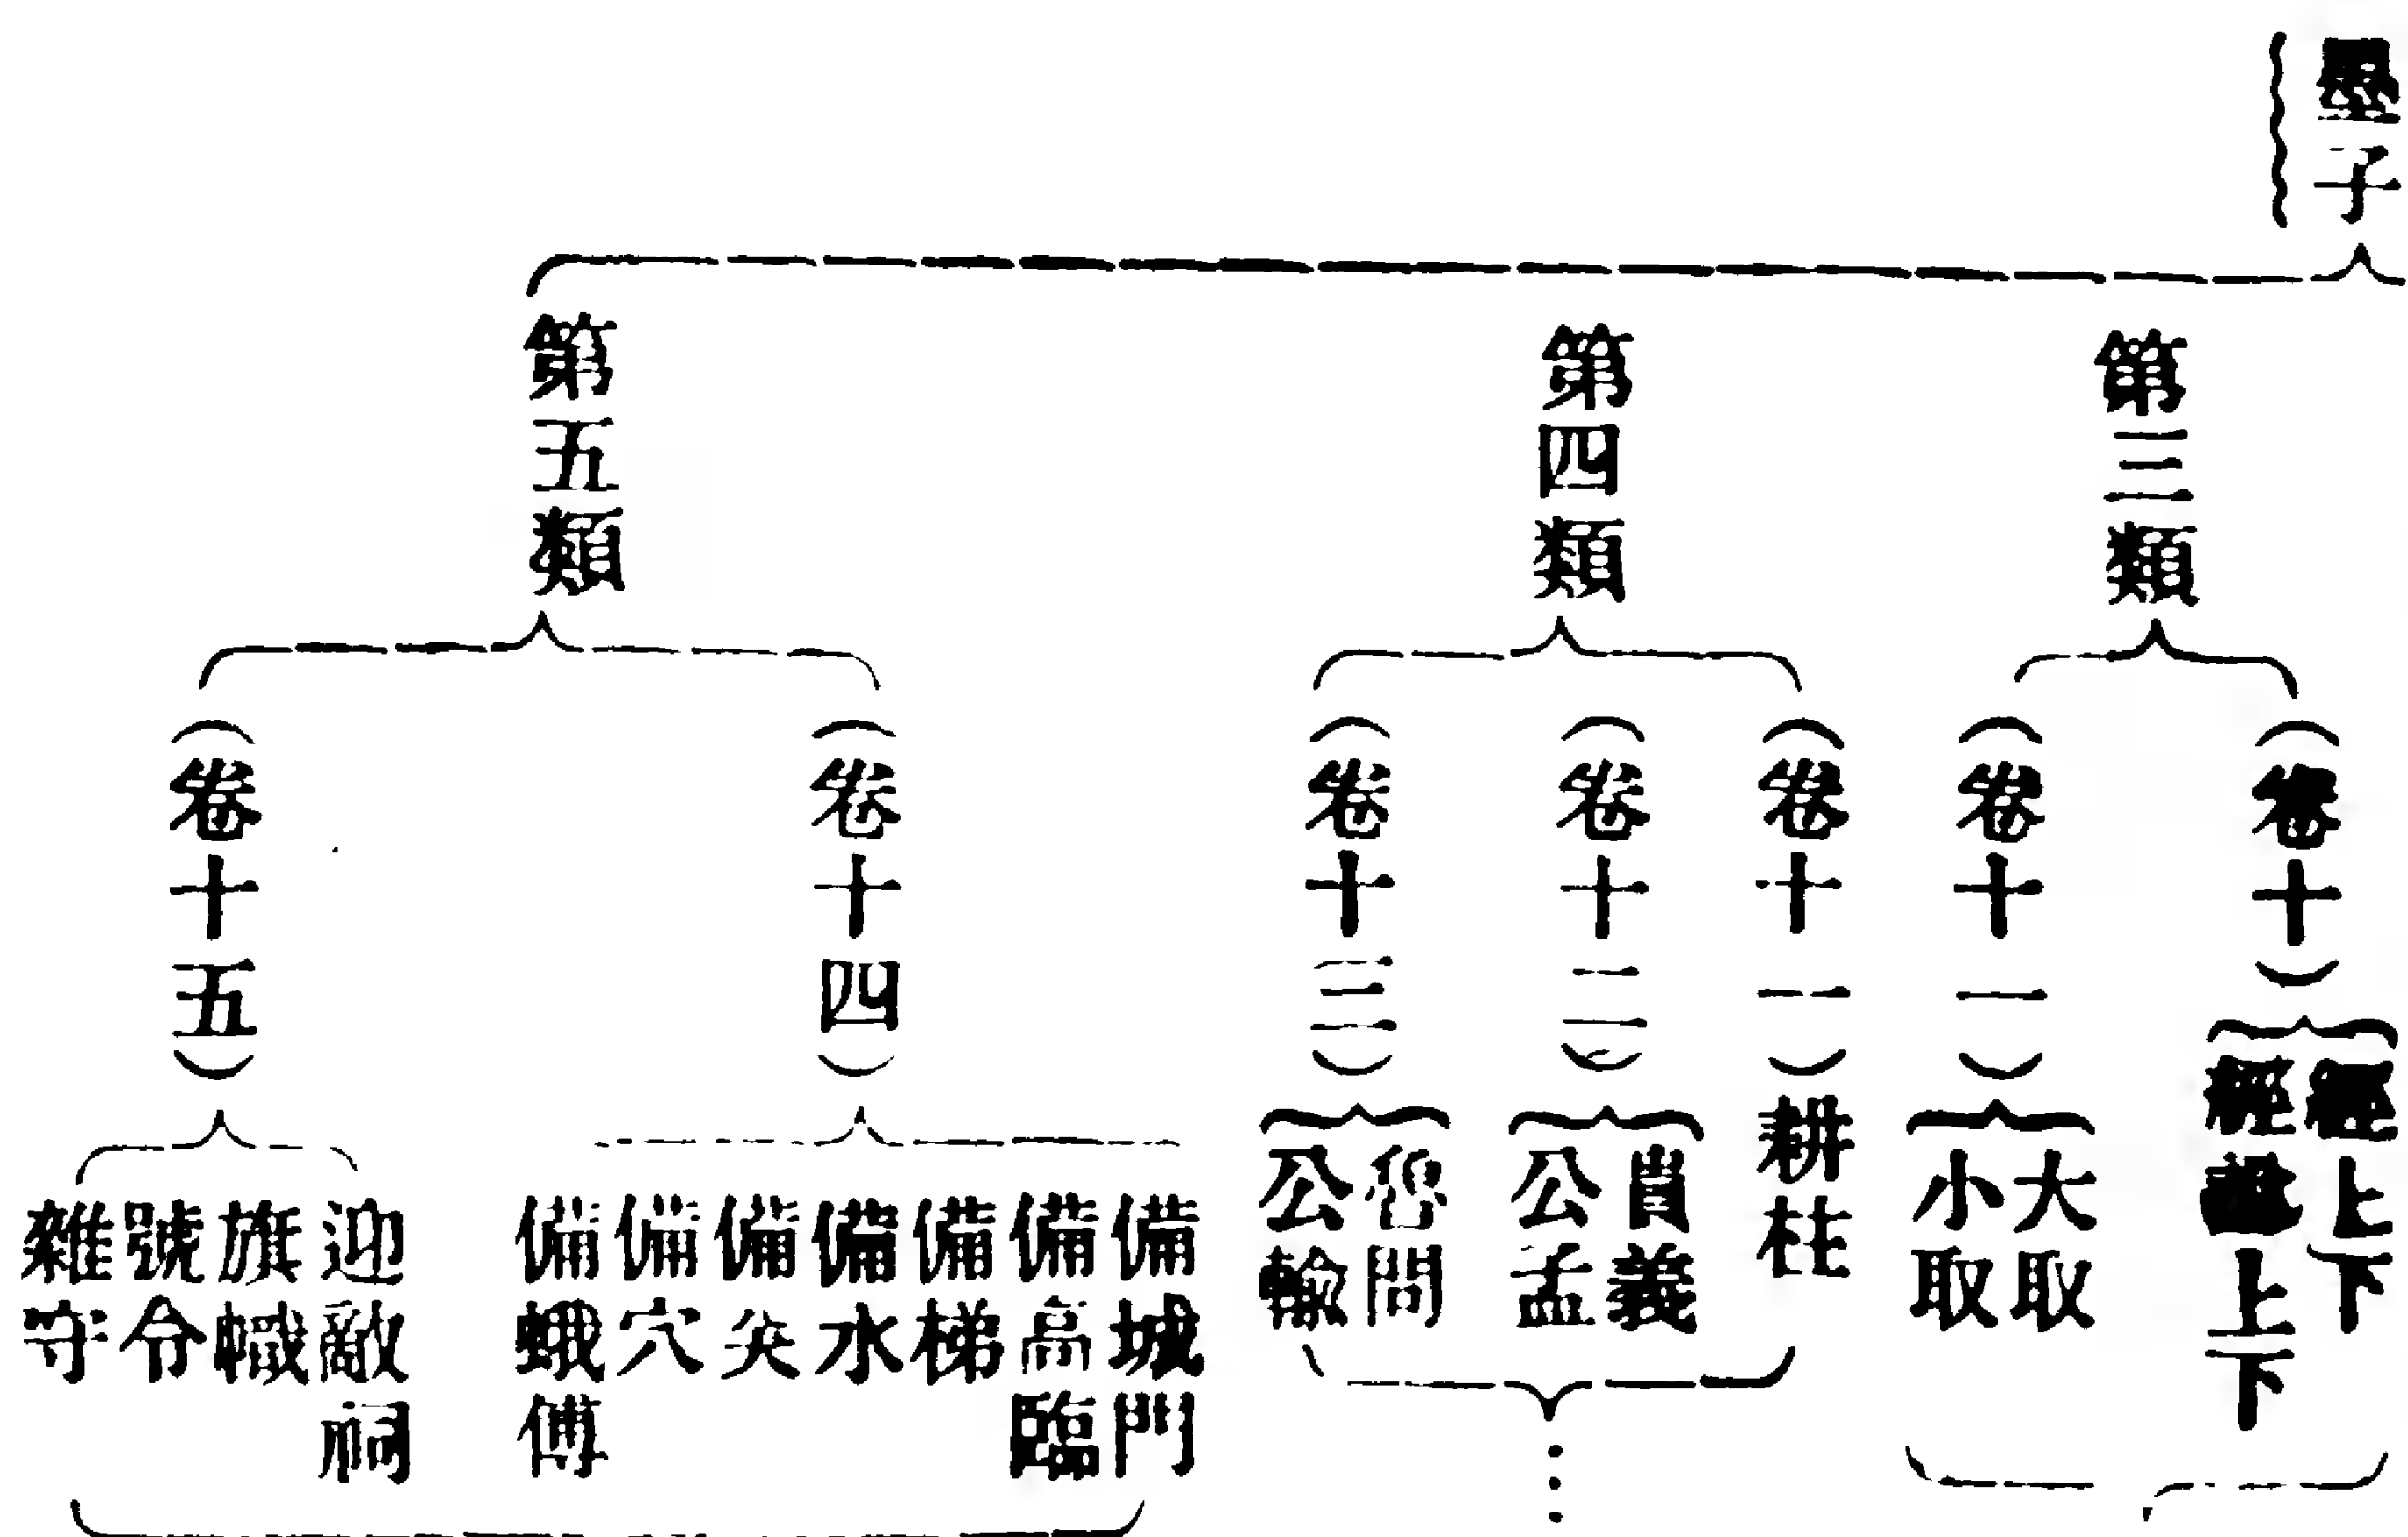 墨子
第三類
(卷十)
經上下
經說上下
(卷十一)
大取
小取
第四類
(卷十一)
耕柱
(卷十二)
貴義
公孟
(卷十三)
魯問
公輸
第五類
(卷十四)
備城門
備高臨
備梯
備水
備突
備穴
備蛾傅
(卷十五)
迎敵祠
旗幟
號令
雜守